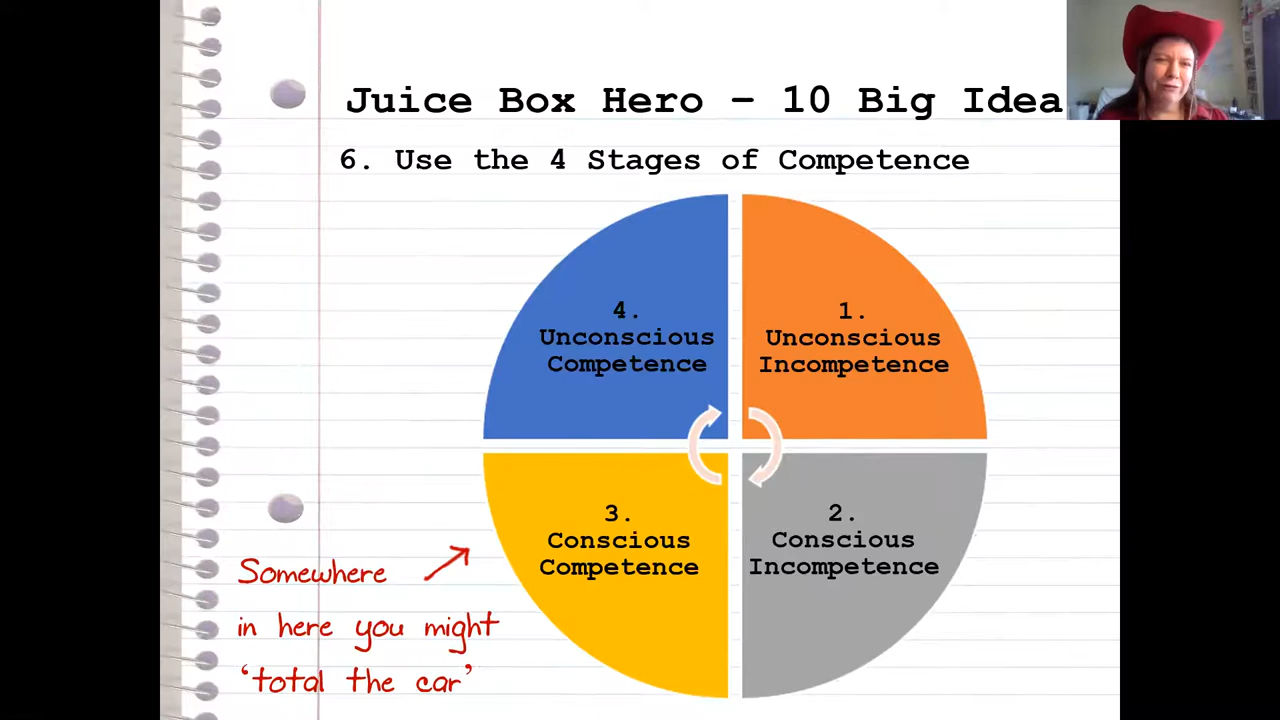 Juice Box Hero – 10 Big Idea
6. Use the 4 Stages of Competence
4.
Unconscious
Competence
1.
Unconscious
Incompetence
3.
Conscious
Competence
2.
Conscious
Incompetence
Somewhere
in here you might
‘total the car’